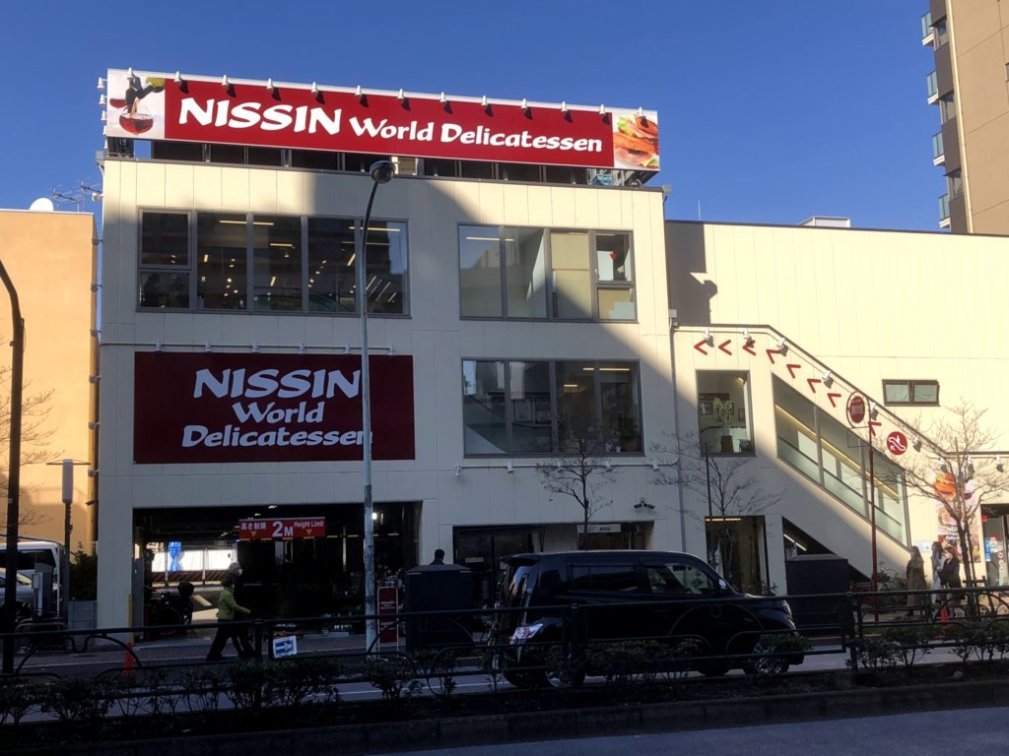 NISSIN World Delicatessen
NISSIN
World
Delicatessen
高さ制限 2M Height Limit